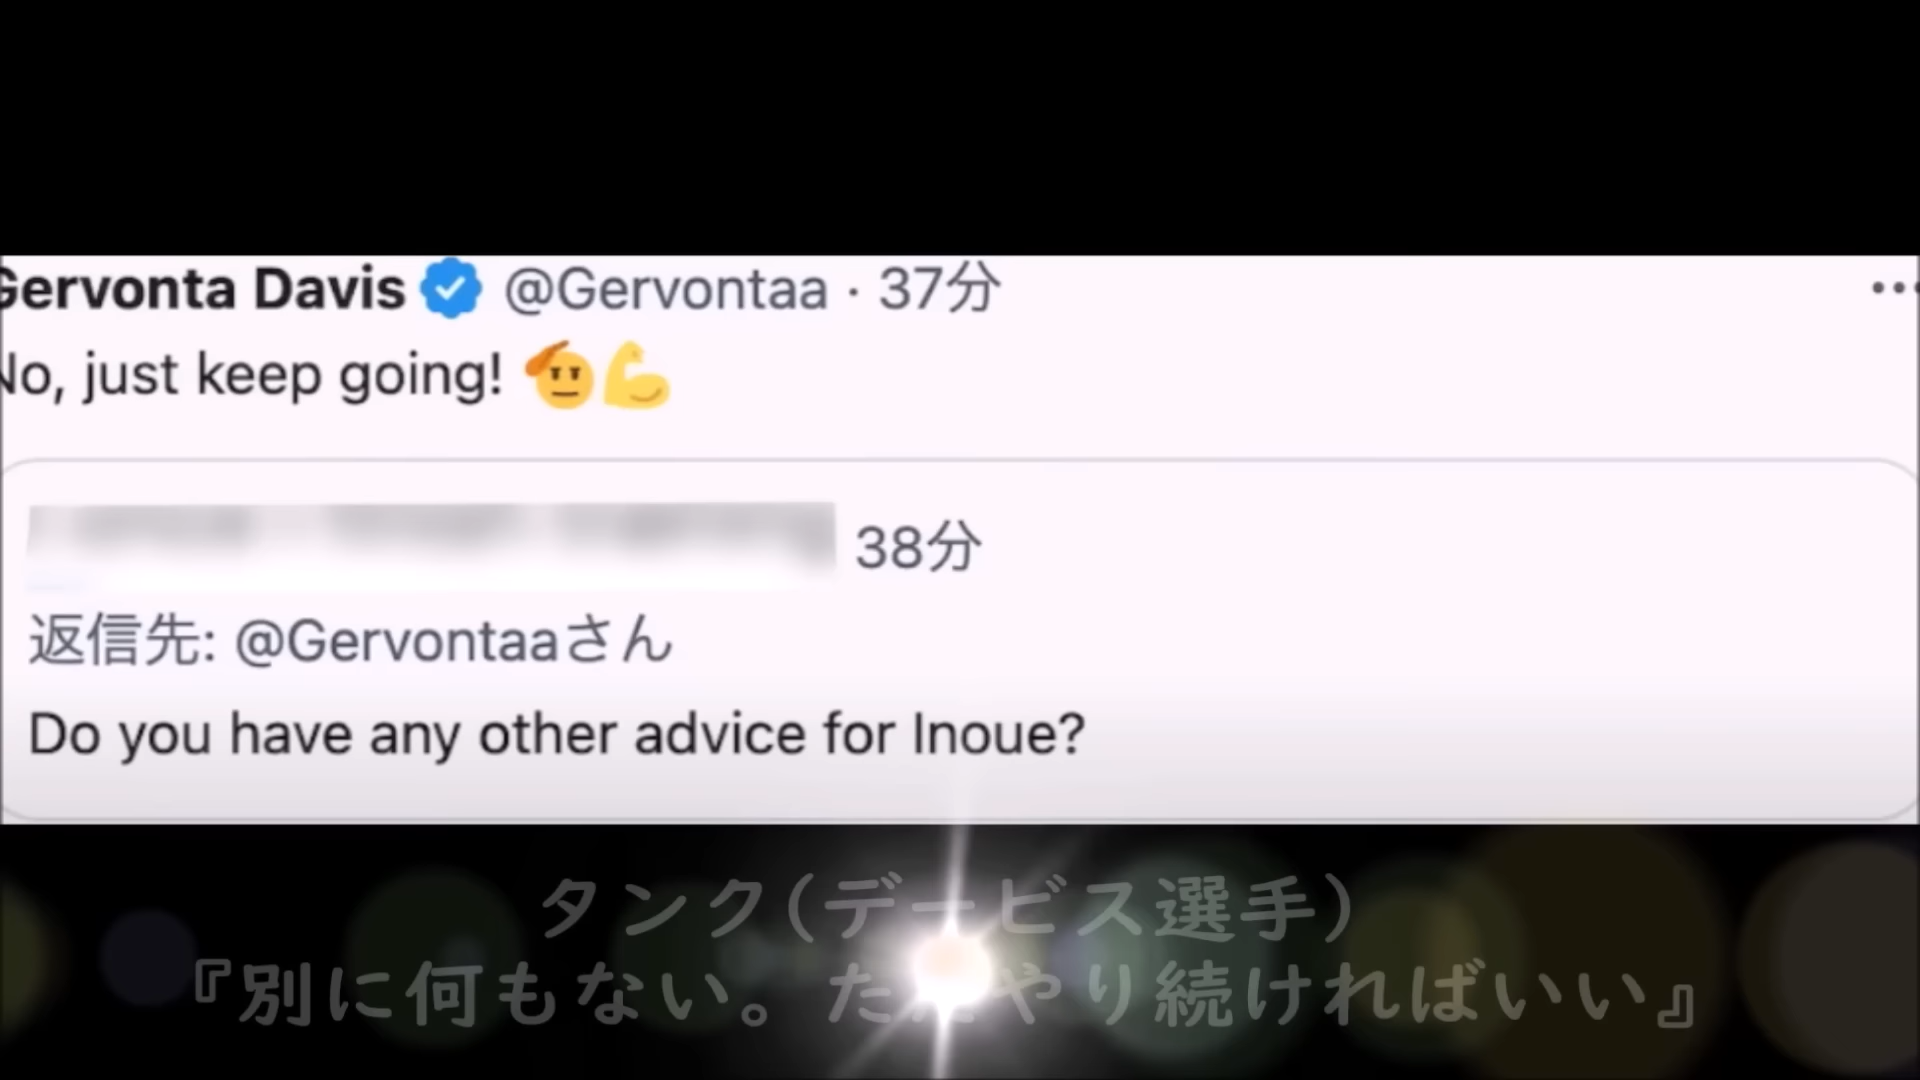 Gervonta Davis @Gervontaa · 37分
No, just keep going! 🫡💪
38分
返信先: @Gervontaaさん
Do you have any other advice for Inoue?
タンク(デービス選手)
『別に何もない。ただやり続ければいい』